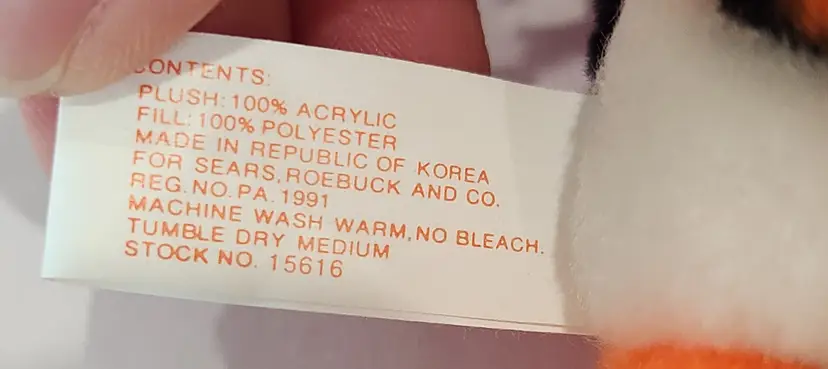 CONTENTS:
PLUSH: 100% ACRYLIC
FILL: 100% POLYESTER
MADE IN REPUBLIC OF KOREA
FOR SEARS, ROEBUCK AND CO.
REG. NO. PA. 1991
MACHINE WASH WARM, NO BLEACH.
TUMBLE DRY MEDIUM
STOCK NO. 15616